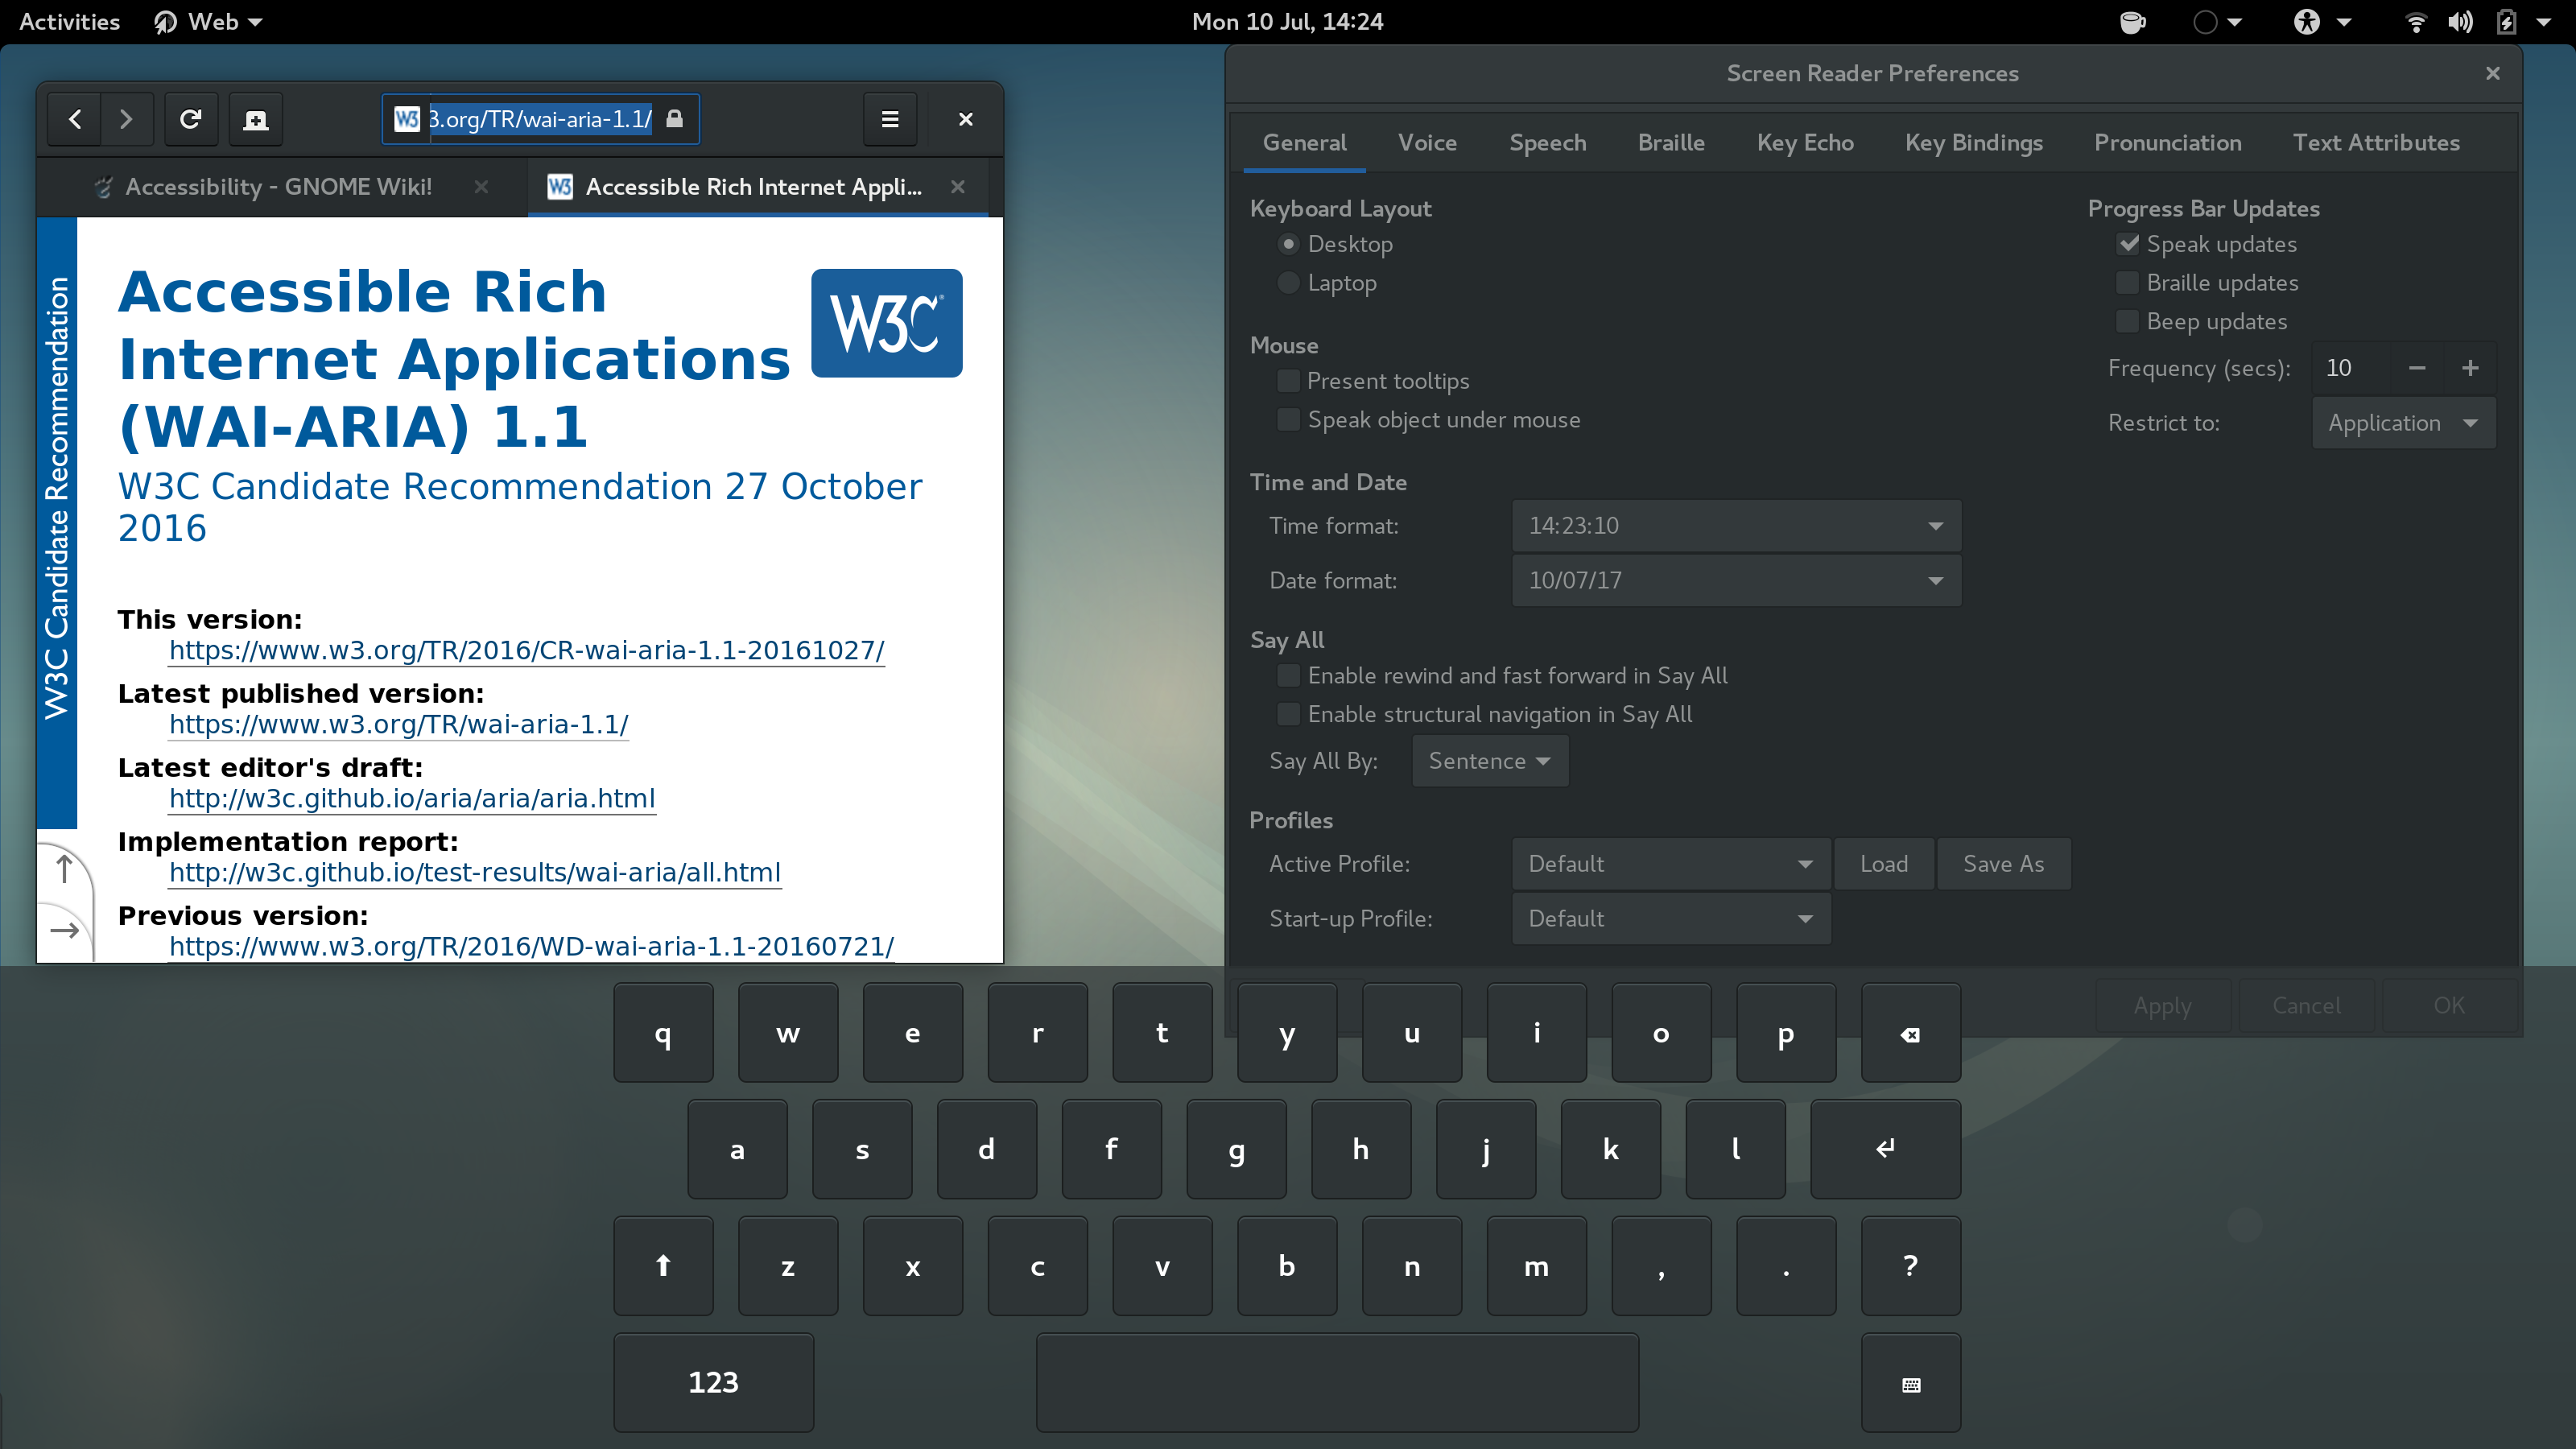 Activities
Web
Mon 10 Jul, 14:24
W3 3.org/TR/wai-aria-1.1/
Accessibility - GNOME Wiki!
W3 Accessible Rich Internet Appli...
W3C Candidate Recommendation
Accessible Rich
Internet Applications
(WAI-ARIA) 1.1
W3C
W3C Candidate Recommendation 27 October
2016
This version:
https://www.w3.org/TR/2016/CR-wai-aria-1.1-20161027/
Latest published version:
https://www.w3.org/TR/wai-aria-1.1/
Latest editor's draft:
http://w3c.github.io/aria/aria/aria.html
Implementation report:
http://w3c.github.io/test-results/wai-aria/all.html
Previous version:
https://www.w3.org/TR/2016/WD-wai-aria-1.1-20160721/
Screen Reader Preferences
General Voice Speech Braille Key Echo Key Bindings Pronunciation Text Attributes
Keyboard Layout
Desktop
Laptop
Mouse
Present tooltips
Speak object under mouse
Time and Date
Time format: 14:23:10
Date format: 10/07/17
Say All
Enable rewind and fast forward in Say All
Enable structural navigation in Say All
Say All By: Sentence
Profiles
Active Profile: Default Load Save As
Start-up Profile: Default
Progress Bar Updates
Speak updates
Braille updates
Beep updates
Frequency (secs): 10 − +
Restrict to: Application
Apply Cancel OK
q w e r t y u i o p
a s d f g h j k l
z x c v b n m , . ?
123